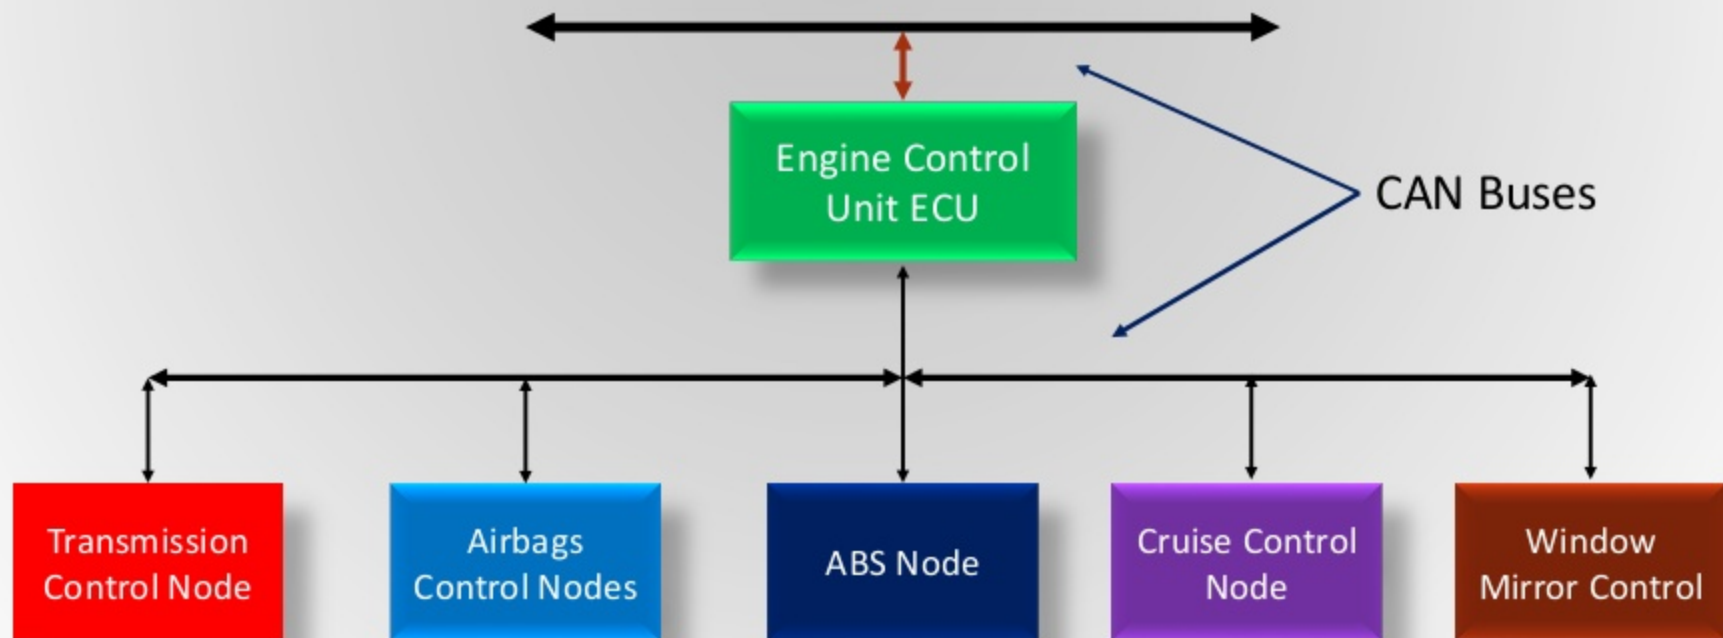 Engine Control
Unit ECU
CAN Buses
Transmission
Control Node
Airbags
Control Nodes
ABS Node
Cruise Control
Node
Window
Mirror Control